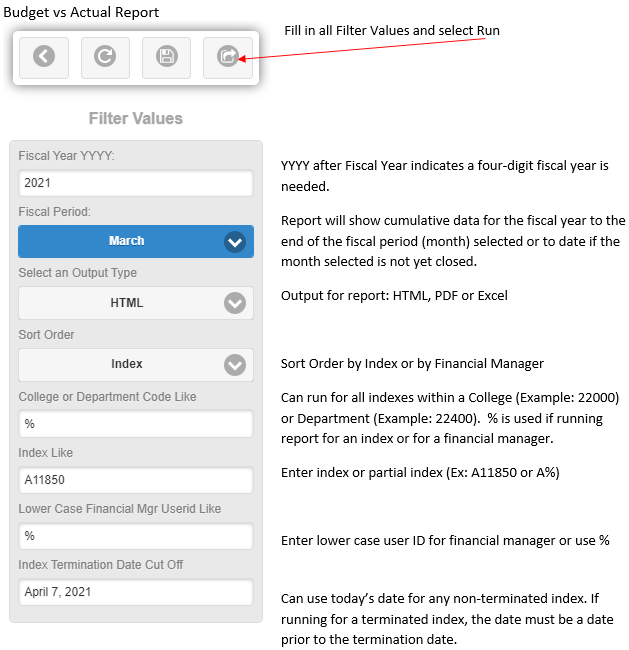 Budget vs Actual Report
Fill in all Filter Values and select Run
Filter Values
Fiscal Year YYYY:
2021
YYYY after Fiscal Year indicates a four-digit fiscal year is
needed.
Fiscal Period:
March
Report will show cumulative data for the fiscal year to the
end of the fiscal period (month) selected or to date if the
month selected is not yet closed.
Select an Output Type
HTML
Output for report: HTML, PDF or Excel
Sort Order
Index
Sort Order by Index or by Financial Manager
College or Department Code Like
%
Can run for all indexes within a College (Example: 22000)
or Department (Example: 22400).  % is used if running
report for an index or for a financial manager.
Index Like
A11850
Enter index or partial index (Ex: A11850 or A%)
Lower Case Financial Mgr Userid Like
%
Enter lower case user ID for financial manager or use %
Index Termination Date Cut Off
April 7, 2021
Can use today’s date for any non-terminated index. If
running for a terminated index, the date must be a date
prior to the termination date.